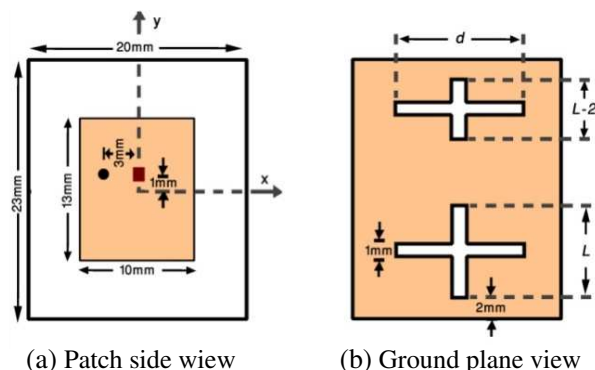 y
20mm
d
23mm
13mm
3mm
1mm
x
10mm
L-2
1mm
L
2mm
(a) Patch side wiew
(b) Ground plane view